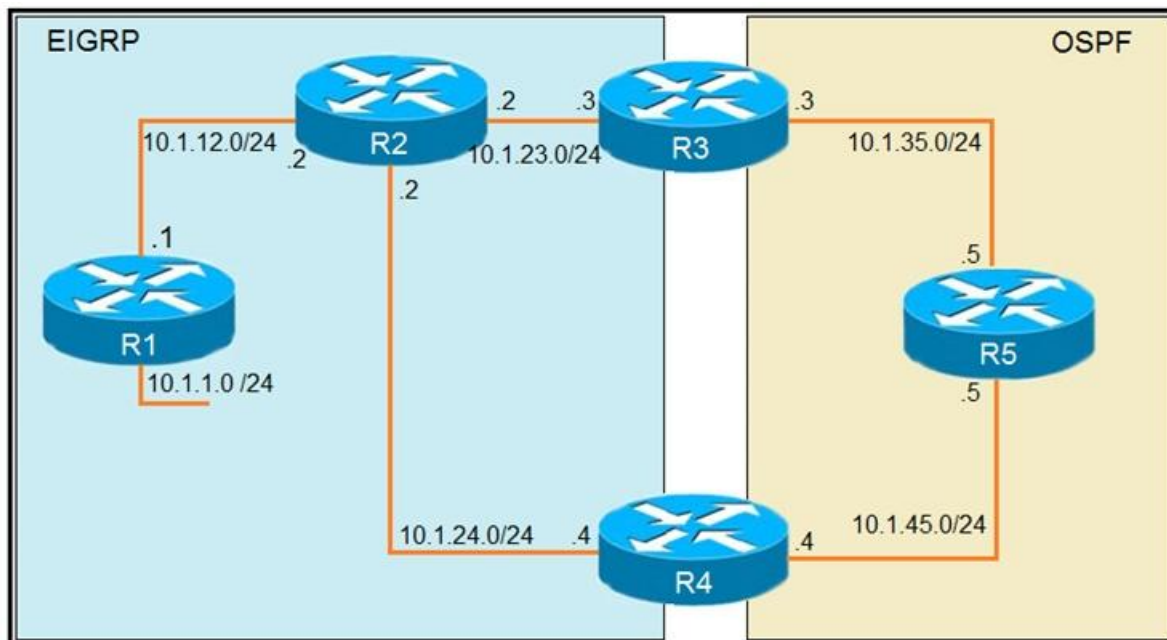 EIGRP
OSPF
.2
.3
.3
10.1.12.0/24
R2
10.1.23.0/24
R3
10.1.35.0/24
.2
.2
.1
.5
R1
R5
10.1.1.0 /24
.5
10.1.24.0/24
.4
.4
10.1.45.0/24
R4